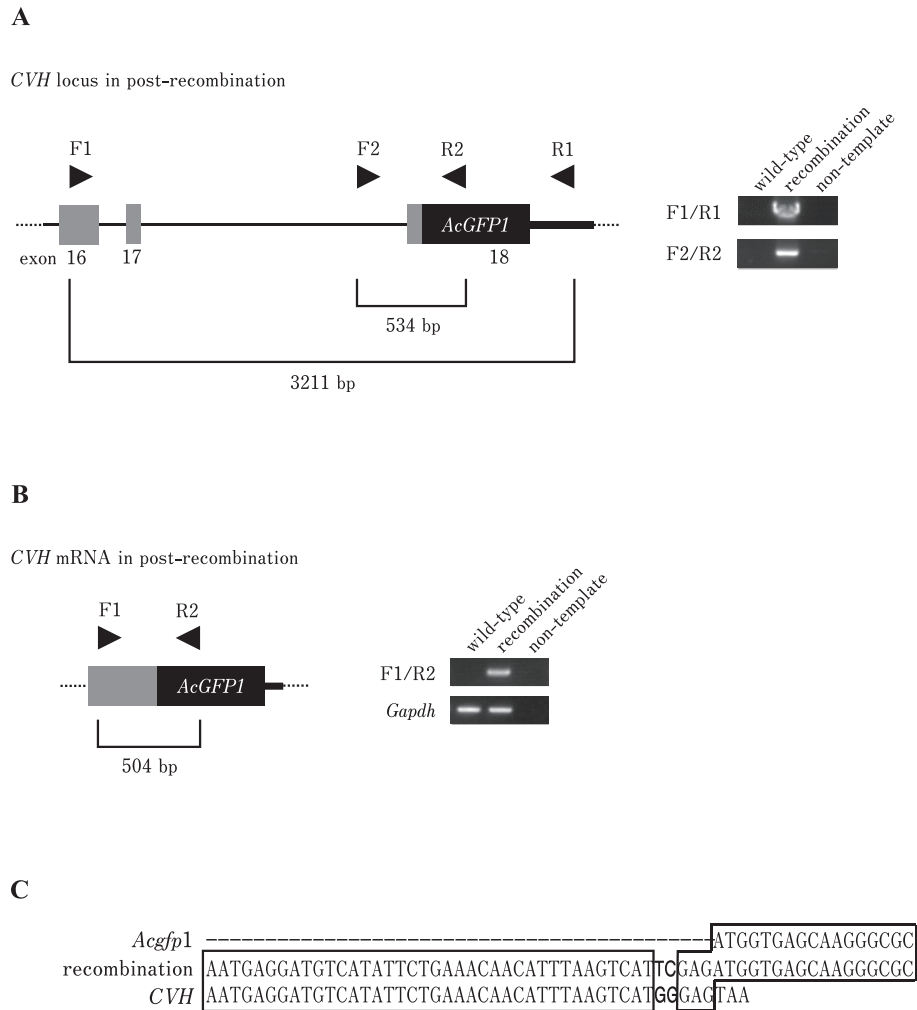 A
CVH locus in post-recombination
F1 F2 R2 R1
AcGFP1
exon 16 17 18
534 bp
3211 bp
wild-type recombination non-template
F1/R1
F2/R2
B
CVH mRNA in post-recombination
F1 R2
AcGFP1
504 bp
wild-type recombination non-template
F1/R2
Gapdh
C
Acgfp1 ------------------------------------------ATGGTGAGCAAGGGCGC
recombination AATGAGGATGTCATATTCTGAAACAACATTTAAGTCATTCGAGATGGTGAGCAAGGGCGC
CVH AATGAGGATGTCATATTCTGAAACAACATTTAAGTCATGGGAGTAA